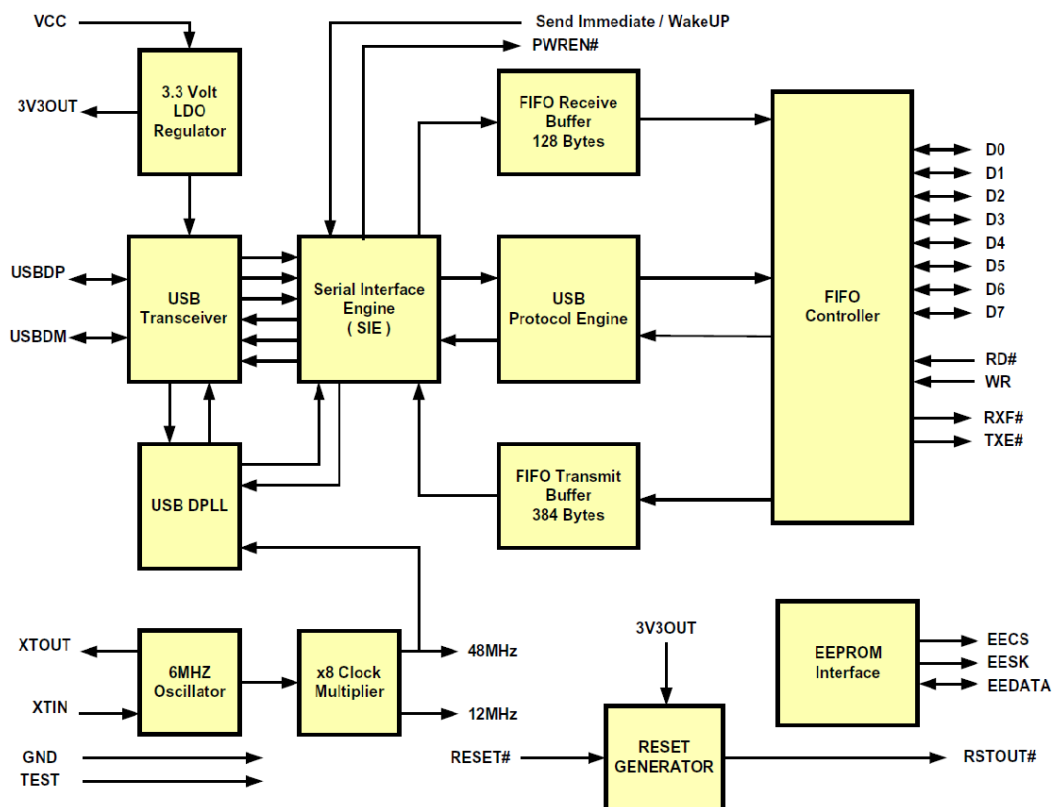 VCC
Send Immediate / WakeUP
PWREN#
3.3 Volt
LDO
Regulator
3V3OUT
FIFO Receive
Buffer
128 Bytes
D0
D1
D2
D3
D4
D5
D6
D7
USBDP
USBDM
USB
Transceiver
Serial Interface
Engine
( SIE )
USB
Protocol Engine
FIFO
Controller
RD#
WR
RXF#
TXE#
USB DPLL
FIFO Transmit
Buffer
384 Bytes
XTOUT
XTIN
6MHZ
Oscillator
x8 Clock
Multiplier
48MHz
12MHz
3V3OUT
EEPROM
Interface
EECS
EESK
EEDATA
GND
TEST
RESET#
RESET
GENERATOR
RSTOUT#